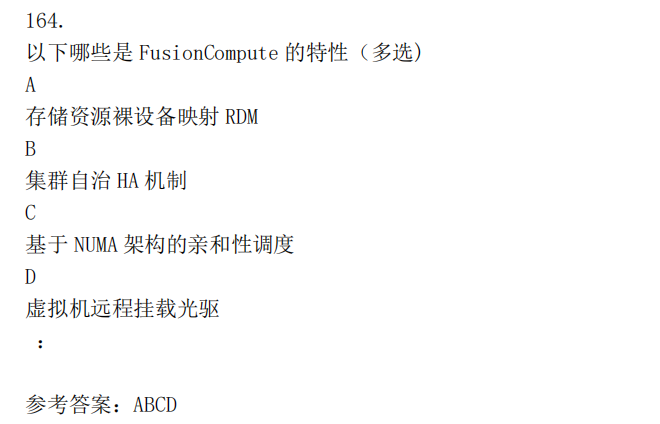 164.
以下哪些是 FusionCompute 的特性（多选)
A
存储资源裸设备映射 RDM
B
集群自治 HA 机制
C
基于 NUMA 架构的亲和性调度
D
虚拟机远程挂载光驱
：
参考答案：ABCD